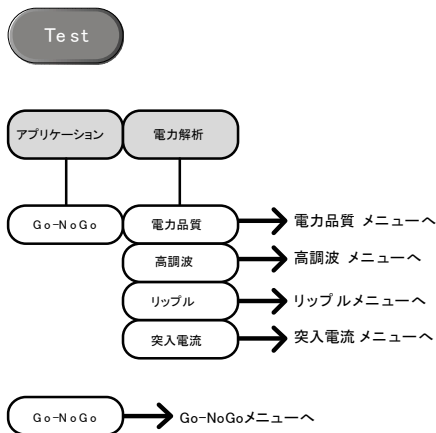 Test
アプリケーション 電力解析
Go-NoGo 電力品質 電力品質 メニューへ
高調波 高調波 メニューへ
リップル リップルメニューへ
突入電流 突入電流 メニューへ
Go-NoGo Go-NoGoメニューへ